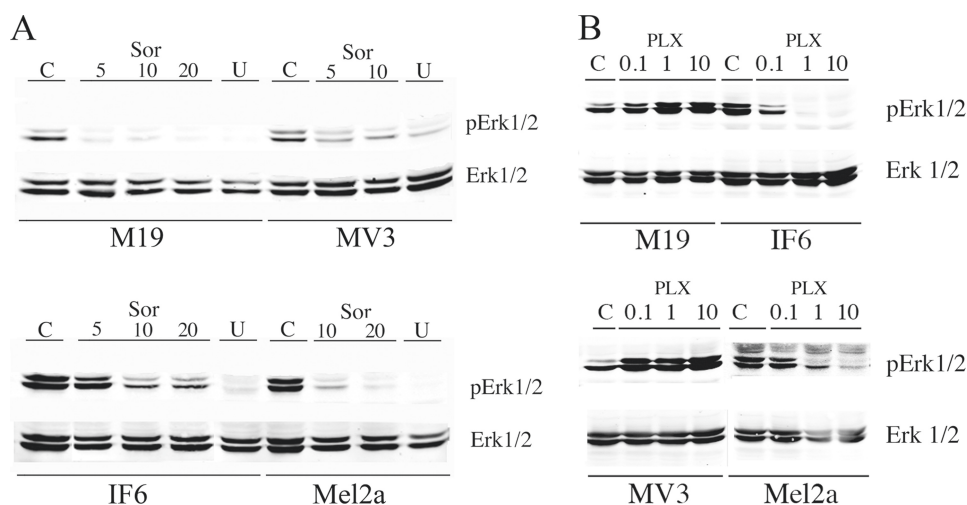 A
Sor
C 5 10 20 U C 5 10 U
pErk1/2
Erk1/2
M19 MV3
Sor
C 5 10 20 U C 10 20 U
pErk1/2
Erk1/2
IF6 Mel2a
B
PLX PLX
C 0.1 1 10 C 0.1 1 10
pErk1/2
Erk 1/2
M19 IF6
PLX PLX
C 0.1 1 10 C 0.1 1 10
pErk1/2
Erk 1/2
MV3 Mel2a